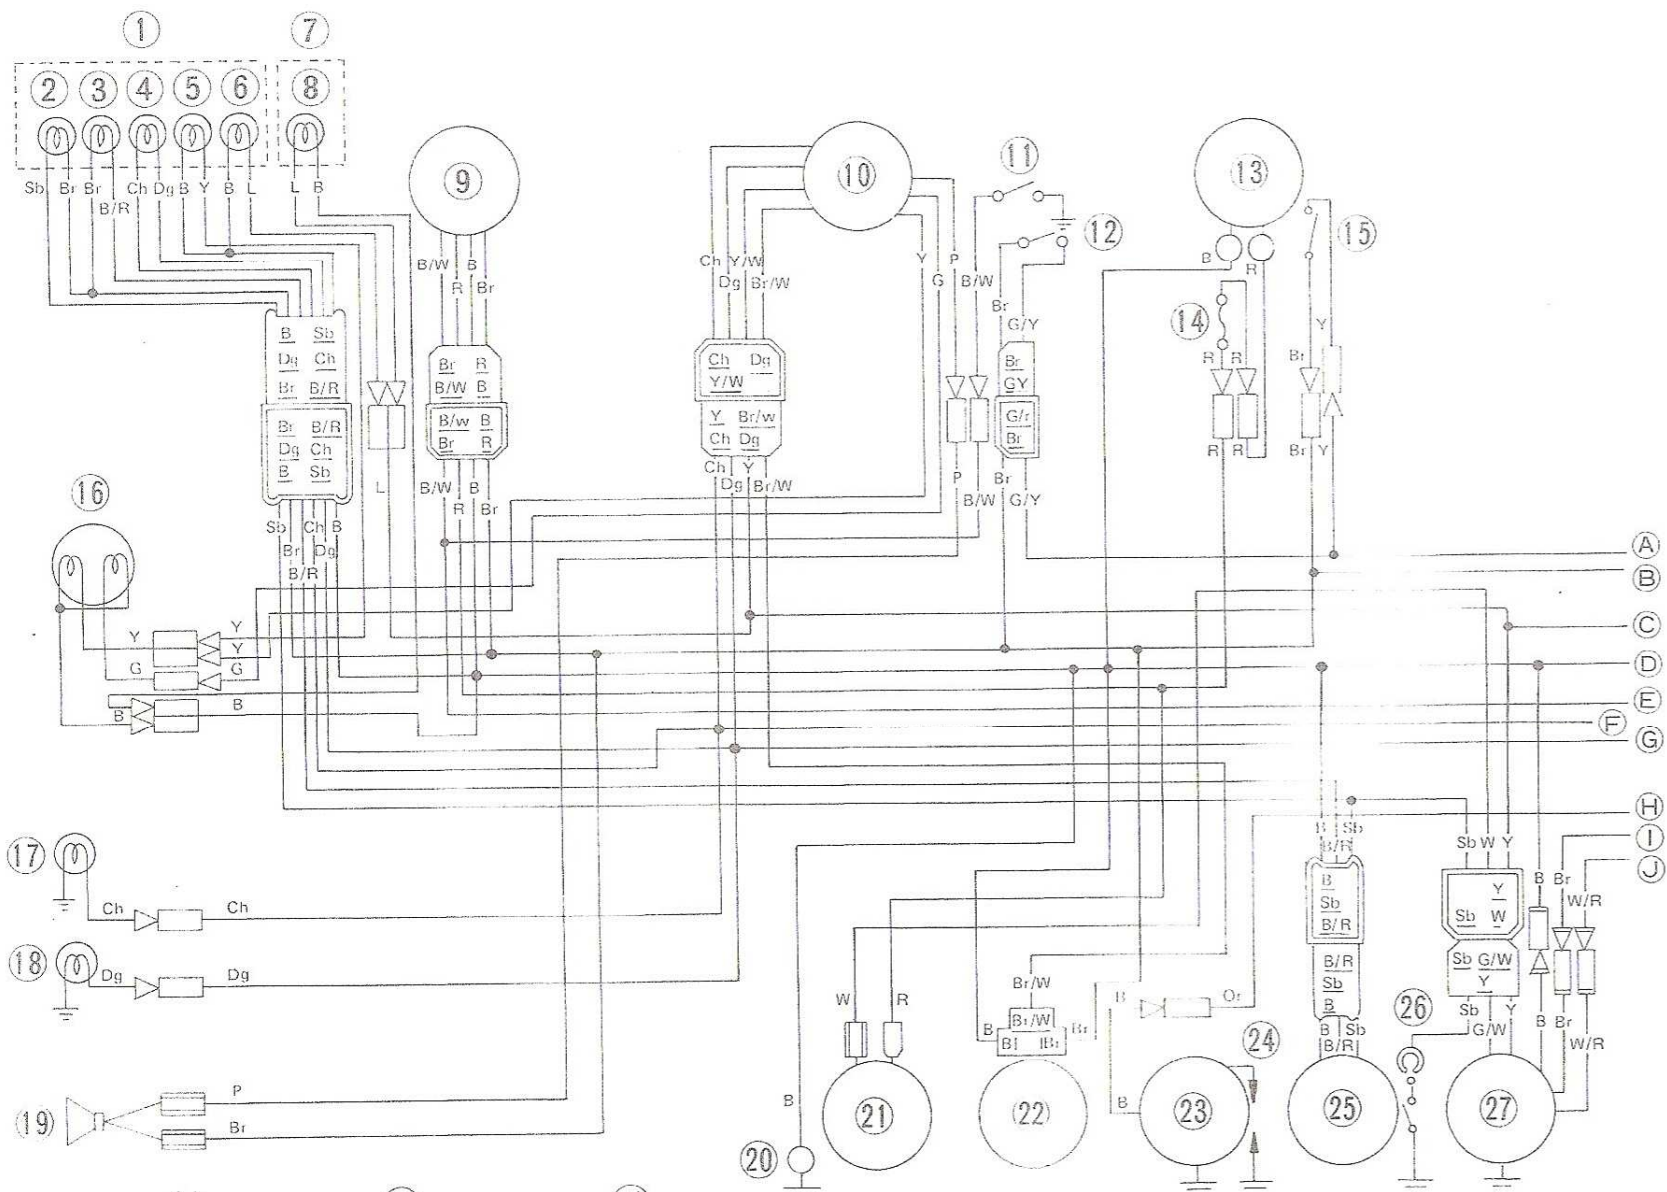 1 7
2 3 4 5 6 8
Sb Br Br B/R Ch Dg B Y B L L B
9
B/W R B Br
10
Ch Dg Y/W Br/W Y G P B/W
11
12
Br G/Y
13
B R
14
R R
15
Br Y
B Sb
Dg Ch
Br B/R
Br B/R
Dg Ch
B Sb
Br R
B/W B
B/w B
Br R
Ch Dg
Y/W
Y Br/w
Ch Dg
Br
GY
G/r
Br
R R Br Y
L
B/W R B Br
Ch Dg Y Br/W
P B/W Br G/Y
16
Sb Br B/R Ch Dg B
A
B
Y Y
Y
G G
C
D
B B
E
F
G
H
I
J
17
Ch Ch
18
Dg Dg
19
P
Br
B B/R Sb
B
Sb
B/R
B/R
Sb
B
B Sb
B/R
Sb W Y
Y
Sb W
Sb G/W
Y
Sb G/W Y
B Br W/R
B Br W/R
W R
Br/W
Br/W
B B Br Br
B Or
20
B
21
22
23
B
24
25
26
27